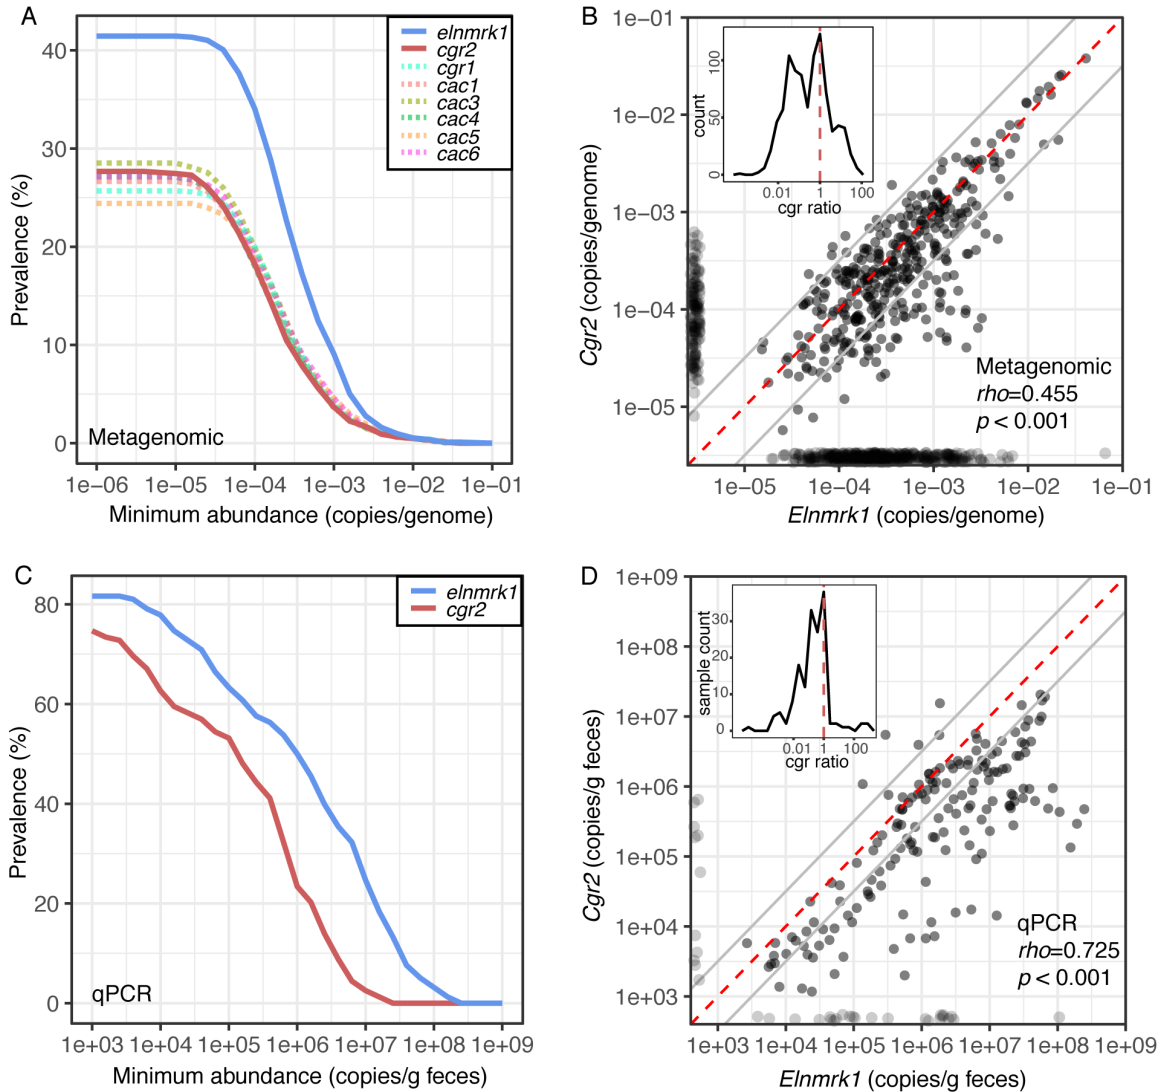 A
Prevalence (%)
40
30
20
10
0
elnmrk1
cgr2
cgr1
cac1
cac3
cac4
cac5
cac6
Metagenomic
1e−06 1e−05 1e−04 1e−03 1e−02 1e−01
Minimum abundance (copies/genome)
B
Cgr2 (copies/genome)
1e−01
1e−02
1e−03
1e−04
1e−05
count
100
50
0
0.01 1 100
cgr ratio
Metagenomic
rho=0.455
p < 0.001
1e−05 1e−04 1e−03 1e−02 1e−01
Elnmrk1 (copies/genome)
C
Prevalence (%)
80
60
40
20
0
elnmrk1
cgr2
qPCR
1e+03 1e+04 1e+05 1e+06 1e+07 1e+08 1e+09
Minimum abundance (copies/g feces)
D
Cgr2 (copies/g feces)
1e+09
1e+08
1e+07
1e+06
1e+05
1e+04
1e+03
sample count
30
20
10
0
0.01 1 100
cgr ratio
qPCR
rho=0.725
p < 0.001
1e+03 1e+04 1e+05 1e+06 1e+07 1e+08 1e+09
Elnmrk1 (copies/g feces)